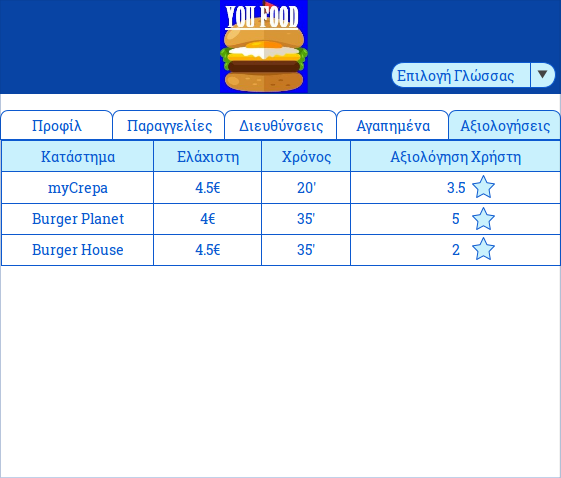 YOU FOOD
Επιλογή Γλώσσας
Προφίλ Παραγγελίες Διευθύνσεις Αγαπημένα Αξιολογήσεις
Κατάστημα Ελάχιστη Χρόνος Αξιολόγηση Χρήστη
myCrepa 4.5€ 20' 3.5
Burger Planet 4€ 35' 5
Burger House 4.5€ 35' 2